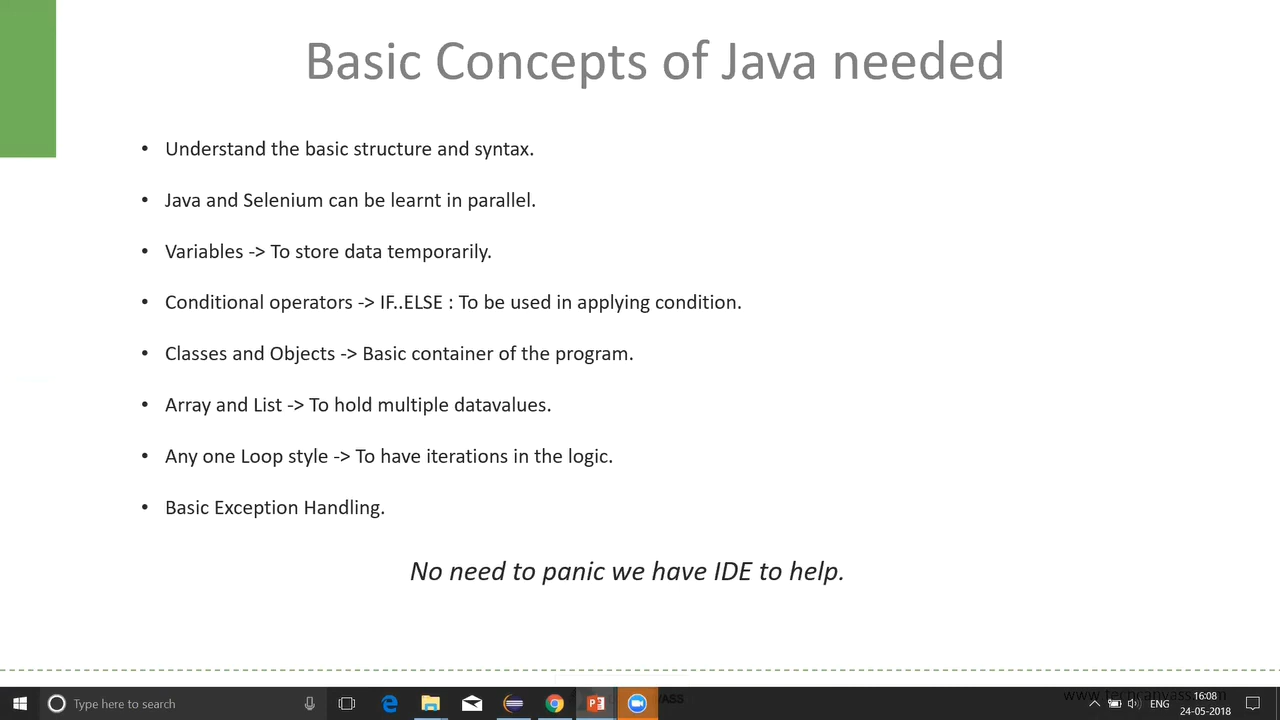 Basic Concepts of Java needed
• Understand the basic structure and syntax.
• Java and Selenium can be learnt in parallel.
• Variables -> To store data temporarily.
• Conditional operators -> IF..ELSE : To be used in applying condition.
• Classes and Objects -> Basic container of the program.
• Array and List -> To hold multiple datavalues.
• Any one Loop style -> To have iterations in the logic.
• Basic Exception Handling.
No need to panic we have IDE to help.
Type here to search
ENG
16:08
24-05-2018